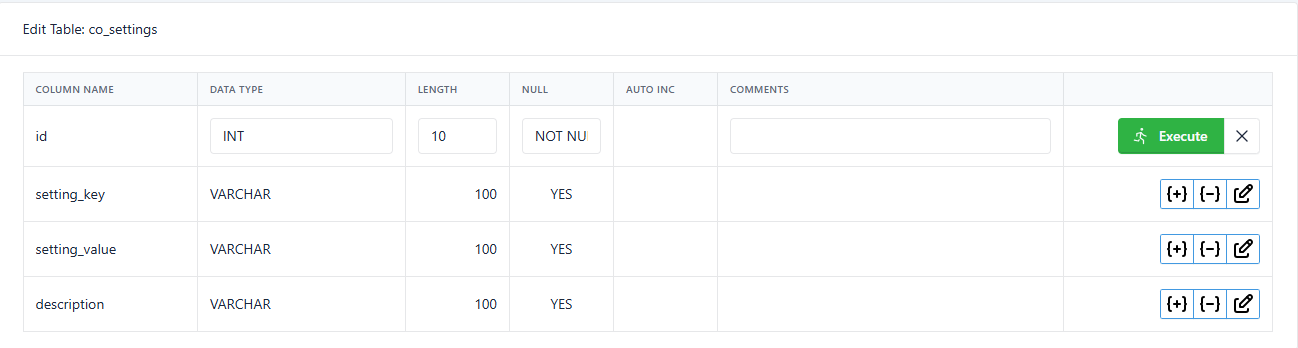 Edit Table: co_settings
COLUMN NAME DATA TYPE LENGTH NULL AUTO INC COMMENTS
id INT 10 NOT NU Execute
setting_key VARCHAR 100 YES {+} {−}
setting_value VARCHAR 100 YES {+} {−}
description VARCHAR 100 YES {+} {−}